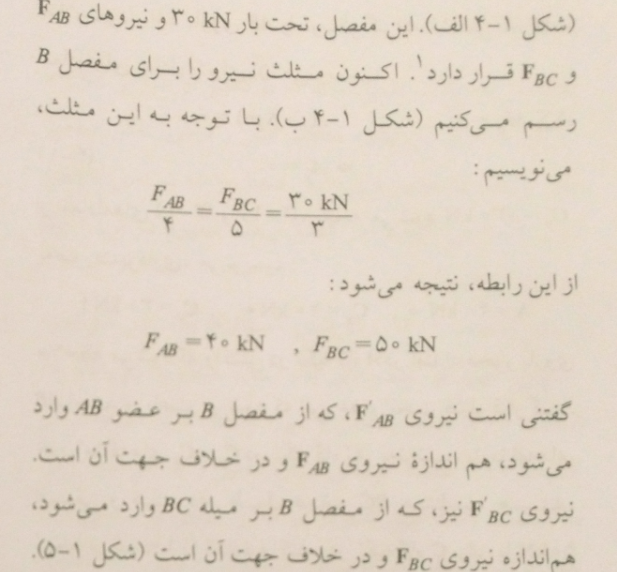 (شکل ۱-۴ الف). این مفصل، تحت بار ۳۰ kN و نیروهای F_AB
و F_BC قرار دارد۱. اکنون مثلث نیرو را برای مفصل B
رسم می‌کنیم (شکل ۱-۴ ب). با توجه به این مثلث،
می‌نویسیم:
F_AB/۴ = F_BC/۵ = ۳۰ kN/۳
از این رابطه، نتیجه می‌شود:
F_AB = ۴۰ kN , F_BC = ۵۰ kN
گفتنی است نیروی F'_AB، که از مفصل B بر عضو AB وارد
می‌شود، هم اندازهٔ نیروی F_AB و در خلاف جهت آن است.
نیروی F'_BC نیز، که از مفصل B بر میله BC وارد می‌شود،
هم‌اندازه نیروی F_BC و در خلاف جهت آن است (شکل ۱-۵).